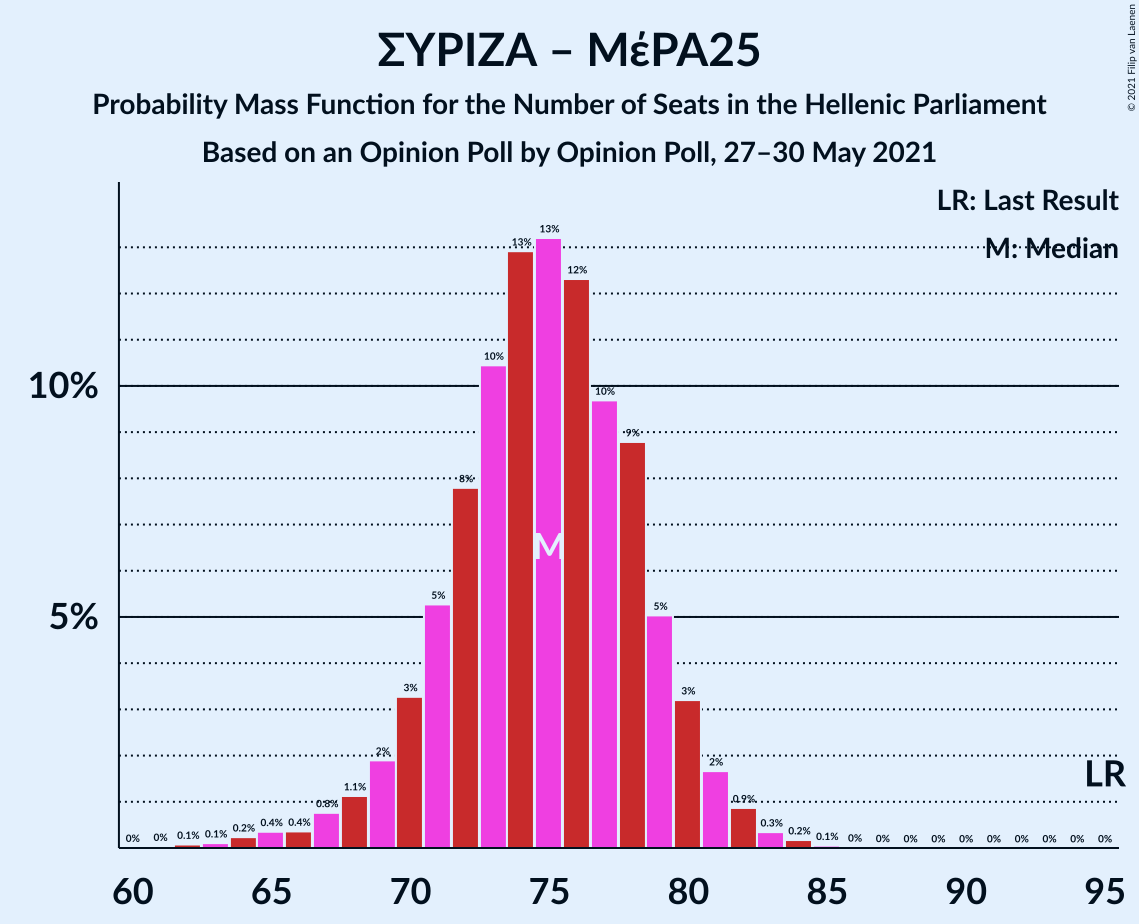 ΣΥΡΙΖΑ – ΜέΡΑ25
Probability Mass Function for the Number of Seats in the Hellenic Parliament
Based on an Opinion Poll by Opinion Poll, 27–30 May 2021
© 2021 Filip van Laenen
LR: Last Result
M: Median
10%
5%
0% 0% 0.1% 0.1% 0.2% 0.4% 0.4% 0.8% 1.1% 2% 3% 5% 8% 10% 13% 13% 12% 10% 9% 5% 3% 2% 0.9% 0.3% 0.2% 0.1% 0% 0% 0% 0% 0% 0% 0% 0% 0% 0%
M
LR
60 65 70 75 80 85 90 95